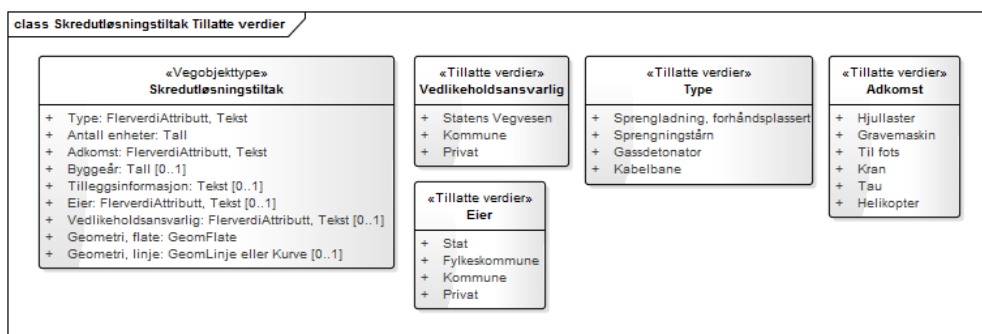 class Skredutløsningstiltak Tillatte verdier
«Vegobjekttype»
Skredutløsningstiltak
+ Type: FlerverdiAttributt, Tekst
+ Antall enheter: Tall
+ Adkomst: FlerverdiAttributt, Tekst
+ Byggeår: Tall [0..1]
+ Tilleggsinformasjon: Tekst [0..1]
+ Eier: FlerverdiAttributt, Tekst [0..1]
+ Vedlikeholdsansvarlig: FlerverdiAttributt, Tekst [0..1]
+ Geometri, flate: GeomFlate
+ Geometri, linje: GeomLinje eller Kurve [0..1]
«Tillatte verdier»
Vedlikeholdsansvarlig
+ Statens Vegvesen
+ Kommune
+ Privat
«Tillatte verdier»
Eier
+ Stat
+ Fylkeskommune
+ Kommune
+ Privat
«Tillatte verdier»
Type
+ Sprengladning, forhåndsplassert
+ Sprengningstårn
+ Gassdetonator
+ Kabelbane
«Tillatte verdier»
Adkomst
+ Hjullaster
+ Gravemaskin
+ Til fots
+ Kran
+ Tau
+ Helikopter